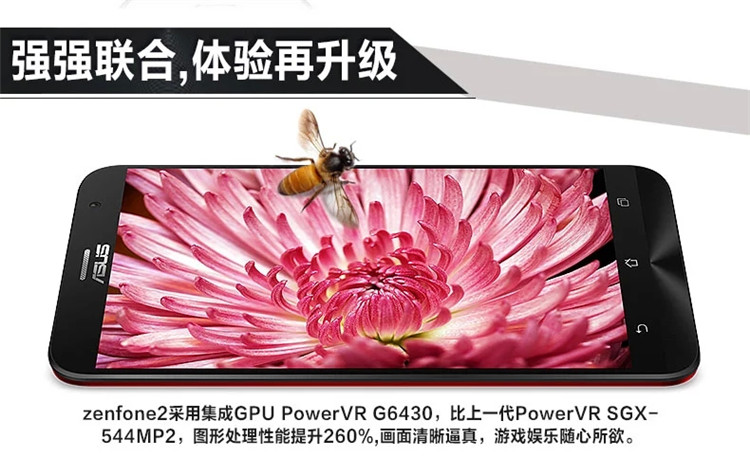 强强联合,体验再升级
ASUS
zenfone2采用集成GPU PowerVR G6430，比上一代PowerVR SGX-
544MP2，图形处理性能提升260%,画面清晰逼真，游戏娱乐随心所欲。